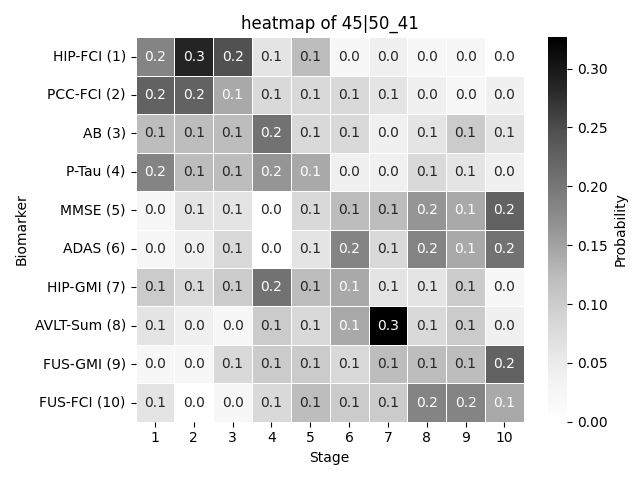 heatmap of 45|50_41
HIP-FCI (1) 0.2 0.3 0.2 0.1 0.1 0.0 0.0 0.0 0.0 0.0
PCC-FCI (2) 0.2 0.2 0.1 0.1 0.1 0.1 0.1 0.0 0.0 0.0
AB (3) 0.1 0.1 0.1 0.2 0.1 0.1 0.0 0.1 0.1 0.1
P-Tau (4) 0.2 0.1 0.1 0.2 0.1 0.0 0.0 0.1 0.1 0.0
MMSE (5) 0.0 0.1 0.1 0.0 0.1 0.1 0.1 0.2 0.1 0.2
ADAS (6) 0.0 0.0 0.1 0.0 0.1 0.2 0.1 0.2 0.1 0.2
HIP-GMI (7) 0.1 0.1 0.1 0.2 0.1 0.1 0.1 0.1 0.1 0.0
AVLT-Sum (8) 0.1 0.0 0.0 0.1 0.1 0.1 0.3 0.1 0.1 0.0
FUS-GMI (9) 0.0 0.0 0.1 0.1 0.1 0.1 0.1 0.1 0.1 0.2
FUS-FCI (10) 0.1 0.0 0.0 0.1 0.1 0.1 0.1 0.2 0.2 0.1
1 2 3 4 5 6 7 8 9 10
Stage
Biomarker
0.30
0.25
0.20
0.15
0.10
0.05
0.00
Probability